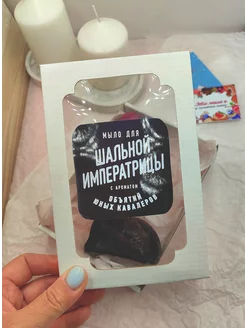 МЫЛО ДЛЯ
ШАЛЬНОЙ
ИМПЕРАТРИЦЫ
С АРОМАТОМ
ОБЪЯТИЙ
ЮНЫХ КАВАЛЕРОВ